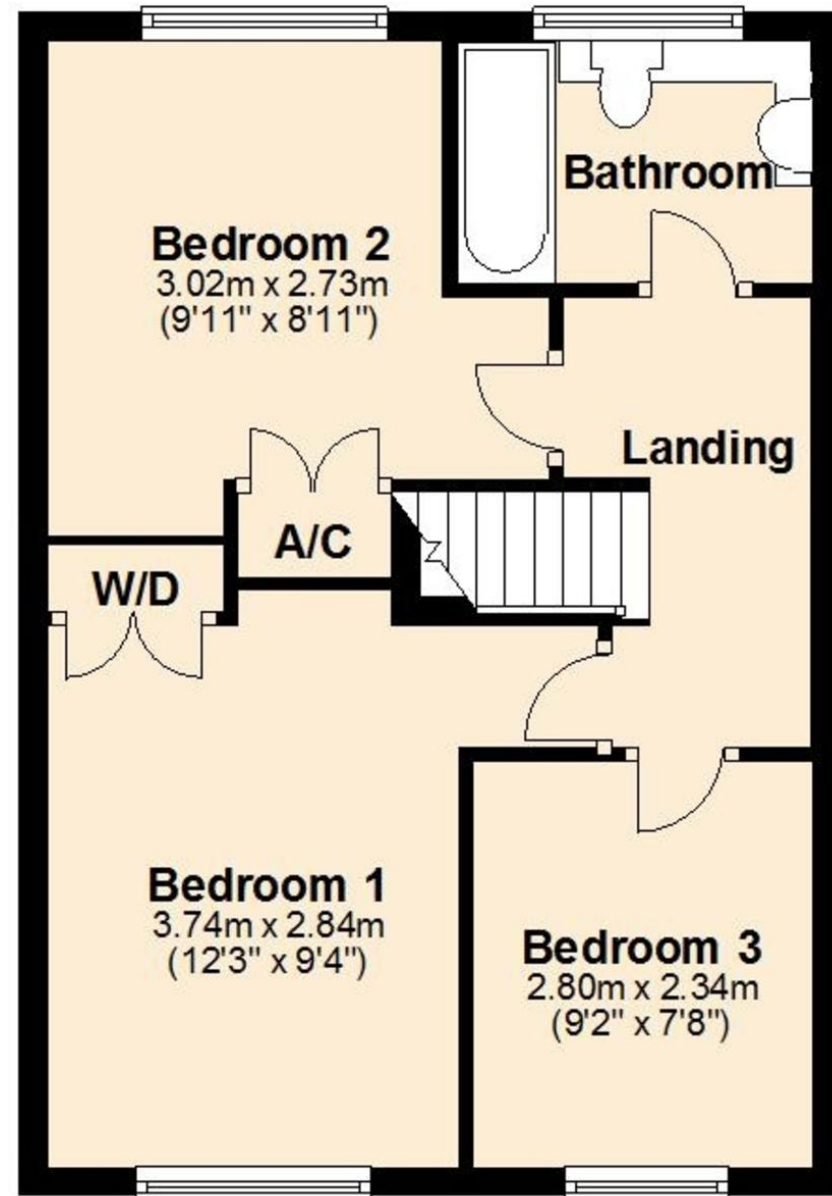 Bathroom
Bedroom 2
3.02m x 2.73m
(9'11" x 8'11")
Landing
A/C
W/D
Bedroom 1
3.74m x 2.84m
(12'3" x 9'4")
Bedroom 3
2.80m x 2.34m
(9'2" x 7'8")